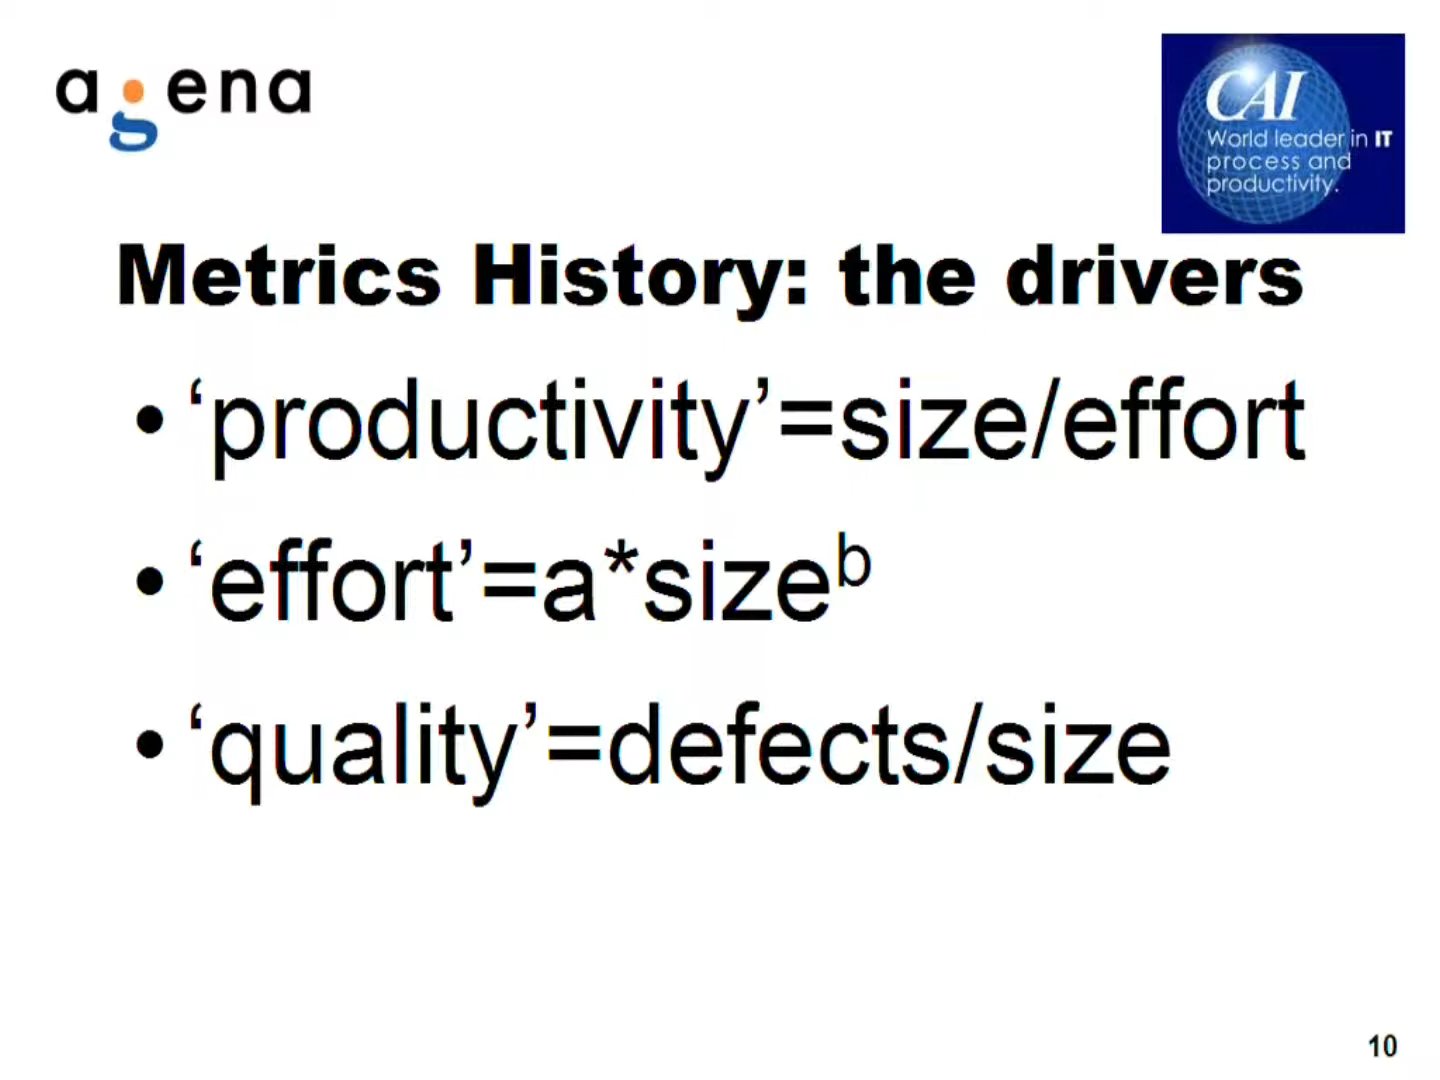 agena
CAI
World leader in IT
process and
productivity.
Metrics History: the drivers
• ‘productivity’=size/effort
• ‘effort’=a*sizeᵇ
• ‘quality’=defects/size
10